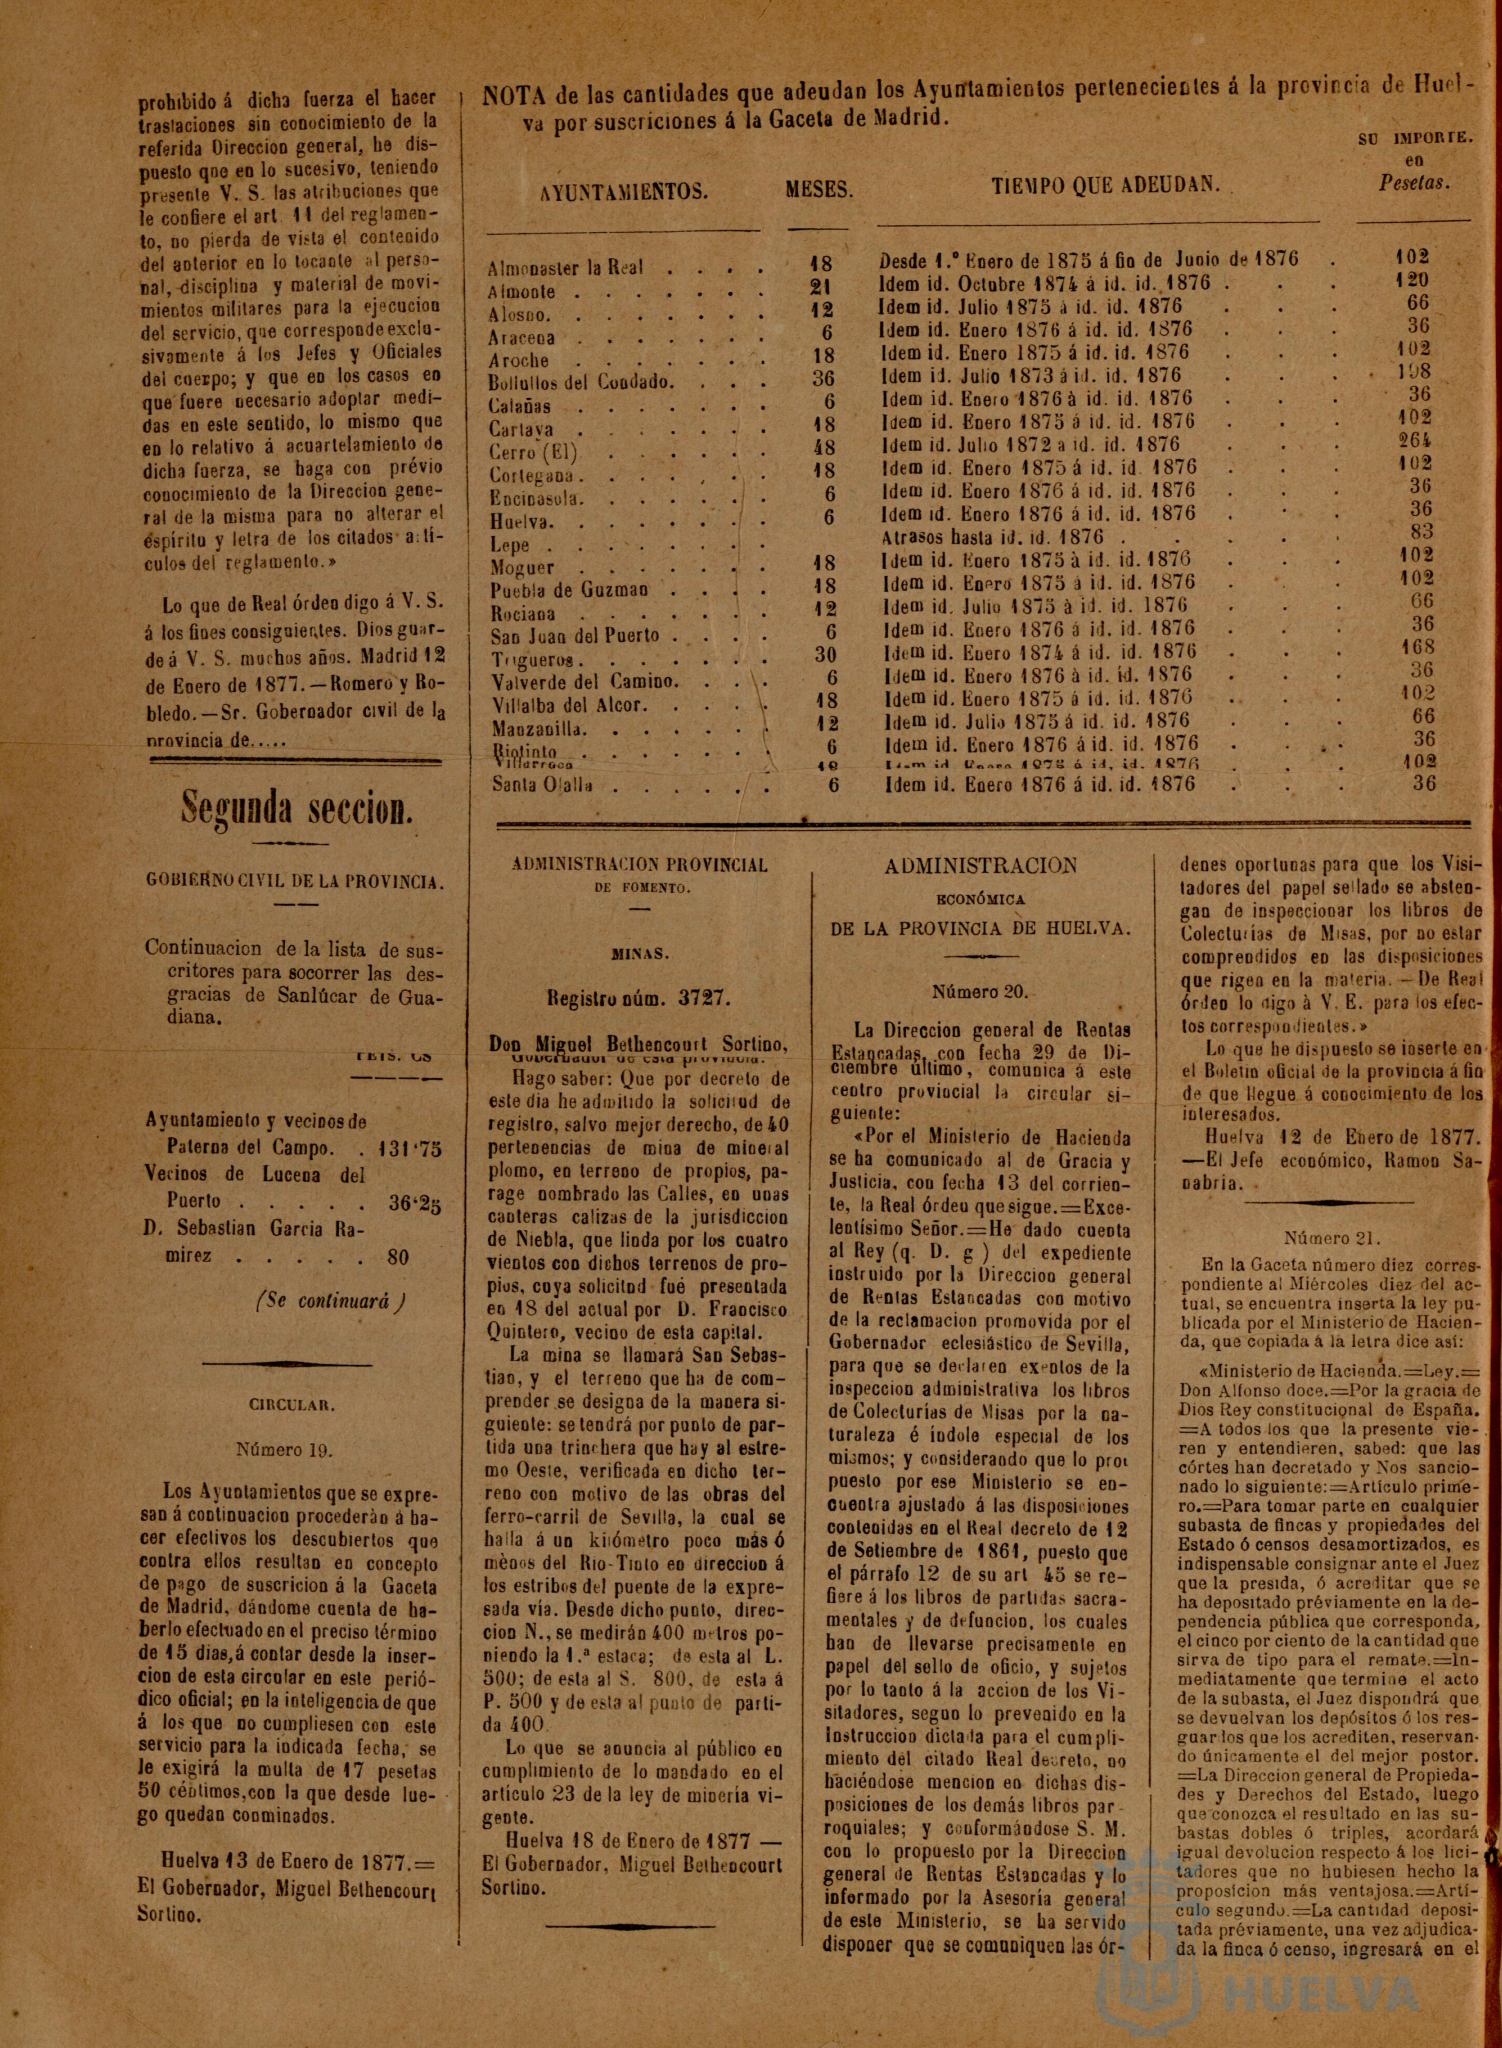 prohibido á dicha fuerza el hacer
traslaciones sin conocimiento de la
referida Direccion general, he dis-
puesto que en lo sucesivo, teniendo
presente V. S. las atribuciones que
le confiere el art. 11 del reglamen-
to, no pierda de vista el contenido
del anterior en lo tocante al perso-
nal, disciplina y material de movi-
mientos militares para la ejecucion
del servicio, que corresponde exclu-
sivamente á los Jefes y Oficiales
del cuerpo; y que en los casos en
que fuere necesario adoptar medi-
das en este sentido, lo mismo que
en lo relativo á acuartelamiento de
dicha fuerza, se haga con prévio
conocimiento de la Direccion gene-
ral de la misma para no alterar el
espíritu y letra de los citados artí-
culos del reglamento.»
Lo que de Real órden digo á V. S.
á los fines consiguientes. Dios guar-
de á V. S. muchos años. Madrid 12
de Enero de 1877.—Romero y Ro-
bledo.—Sr. Gobernador civil de la
provincia de.....
Segunda seccion.
GOBIERNO CIVIL DE LA PROVINCIA.
Continuacion de la lista de sus-
critores para socorrer las des-
gracias de Sanlúcar de Gua-
diana.
Ayuntamiento y vecinos de
Paterna del Campo. . 131'75
Vecinos de Lucena del
Puerto . . . . . 36'25
D. Sebastian Garcia Ra-
mirez . . . . . 80
(Se continuará)
CIRCULAR.
Número 19.
Los Ayuntamientos que se expre-
san á continuacion procederán á ha-
cer efectivos los descubiertos que
contra ellos resultan en concepto
de pago de suscricion á la Gaceta
de Madrid, dándome cuenta de ha-
berlo efectuado en el preciso término
de 15 dias, á contar desde la inser-
cion de esta circular en este perió-
dico oficial; en la inteligencia de que
á los que no cumpliesen con este
servicio para la indicada fecha, se
le exigirá la multa de 17 pesetas
50 céntimos, con la que desde lue-
go quedan conminados.
Huelva 13 de Enero de 1877.=
El Gobernador, Miguel Bethencourt
Sortino.
NOTA de las cantidades que adeudan los Ayuntamientos pertenecientes á la provincia de Huel-
va por suscriciones á la Gaceta de Madrid.
AYUNTAMIENTOS. MESES. TIEMPO QUE ADEUDAN. SU IMPORTE. en Pesetas.
Almonaster la Real . . . . 18 Desde 1.º Enero de 1875 á fin de Junio de 1876 . 102
Almonte . . . . . . . 21 Idem id. Octubre 1874 á id. id. 1876 . . . 120
Alosno. . . . . . . . 12 Idem id. Julio 1875 á id. id. 1876 . . . 66
Aracena . . . . . . . 6 Idem id. Enero 1876 á id. id. 1876 . . . 36
Aroche . . . . . . . 18 Idem id. Enero 1875 á id. id. 1876 . . . 102
Bollullos del Condado. . . . 36 Idem id. Julio 1873 á id. id. 1876 . . . 198
Calañas . . . . . . . 6 Idem id. Enero 1876 à id. id. 1876 . . . 36
Cartaya . . . . . . . 18 Idem id. Enero 1875 á id. id. 1876 . . . 102
Cerro (El) . . . . . . 48 Idem id. Julio 1872 a id. id. 1876 . . . 264
Cortegana . . . . . . . 18 Idem id. Enero 1875 á id. id. 1876 . . . 102
Encinasola. . . . . . . 6 Idem id. Enero 1876 á id. id. 1876 . . . 36
Huelva. . . . . . . . 6 Idem id. Enero 1876 á id. id. 1876 . . . 36
Lepe . . . . . . . . Atrasos hasta id. id. 1876 . . . . . 83
Moguer . . . . . . . 18 Idem id. Enero 1875 à id. id. 1876 . . . 102
Puebla de Guzman . . . . 18 Idem id. Enero 1875 á id. id. 1876 . . . 102
Rociana . . . . . . . 12 Idem id. Julio 1875 à id. id. 1876 . . . 66
San Juan del Puerto . . . . 6 Idem id. Enero 1876 á id. id. 1876 . . . 36
Trigueros. . . . . . . 30 Idem id. Enero 1874 á id. id. 1876 . . . 168
Valverde del Camino. . . . 6 Idem id. Enero 1876 à id. id. 1876 . . . 36
Villalba del Alcor. . . . . 18 Idem id. Enero 1875 á id. id. 1876 . . . 102
Manzanilla. . . . . . . 12 Idem id. Julio 1875 á id. id. 1876 . . . 66
Riotinto . . . . . . . 6 Idem id. Enero 1876 á id. id. 1876 . . . 36
á id. id. 1876 . . . 102
Santa Olalla . . . . . . 6 Idem id. Enero 1876 á id. id. 1876 . . . 36
ADMINISTRACION PROVINCIAL
DE FOMENTO.
MINAS.
Registro núm. 3727.
Don Miguel Bethencourt Sortino,
Gobernador de esta provincia.
Hago saber: Que por decreto de
este dia he admitido la solicitud de
registro, salvo mejor derecho, de 40
pertenencias de mina de mineral
plomo, en terreno de propios, pa-
rage nombrado las Calles, en unas
canteras calizas de la jurisdiccion
de Niebla, que linda por los cuatro
vientos con dichos terrenos de pro-
pios, cuya solicitud fué presentada
en 18 del actual por D. Francisco
Quintero, vecino de esta capital.
La mina se llamará San Sebas-
tian, y el terreno que ha de com-
prender se designa de la manera si-
guiente: se tendrá por punto de par-
tida una trinchera que hay al estre-
mo Oeste, verificada en dicho ter-
reno con motivo de las obras del
ferro-carril de Sevilla, la cual se
halla á un kilómetro poco más ó
ménos del Rio-Tinto en direccion á
los estribos del puente de la expre-
sada vía. Desde dicho punto, direc-
cion N., se medirán 400 metros po-
niendo la 1.ª estaca; de esta al L.
500; de esta al S. 800, de esta á
P. 500 y de esta al punto de parti-
da 400.
Lo que se anuncia al público en
cumplimiento de lo mandado en el
artículo 23 de la ley de minería vi-
gente.
Huelva 18 de Enero de 1877 —
El Gobernador, Miguel Bethencourt
Sortino.
ADMINISTRACION
ECONÓMICA
DE LA PROVINCIA DE HUELVA.
Número 20.
La Direccion general de Rentas
Estancadas, con fecha 29 de Di-
ciembre último, comunica á este
centro provincial la circular si-
guiente:
«Por el Ministerio de Hacienda
se ha comunicado al de Gracia y
Justicia, con fecha 13 del corrien-
te, la Real órden que sigue.=Exce-
lentísimo Señor.=He dado cuenta
al Rey (q. D. g ) del expediente
instruido por la Direccion general
de Rentas Estancadas con motivo
de la reclamacion promovida por el
Gobernador eclesiástico de Sevilla,
para que se declaren exentos de la
inspeccion administrativa los libros
de Colecturías de Misas por la na-
turaleza é índole especial de los
mismos; y considerando que lo pro
puesto por ese Ministerio se en-
cuentra ajustado á las disposiciones
contenidas en el Real decreto de 12
de Setiembre de 1861, puesto que
el párrafo 12 de su art 45 se re-
fiere á los libros de partidas sacra-
mentales y de defuncion, los cuales
han de llevarse precisamente en
papel del sello de oficio, y sujetos
por lo tanto á la accion de los Vi-
sitadores, segun lo prevenido en la
Instruccion dictada para el cumpli-
miento del citado Real decreto, no
haciéndose mencion en dichas dis-
posiciones de los demás libros par-
roquiales; y conformándose S. M.
con lo propuesto por la Direccion
general de Rentas Estancadas y lo
informado por la Asesoría general
de este Ministerio, se ha servido
disponer que se comuniquen las ór-
denes oportunas para que los Visi-
tadores del papel sellado se absten-
gan de inspeccionar los libros de
Colecturías de Misas, por no estar
comprendidos en las disposiciones
que rigen en la materia. — De Real
órden lo digo à V. E. para los efec-
tos correspondientes.»
Lo que he dispuesto se inserte en
el Boletin oficial de la provincia á fin
de que llegue á conocimiento de los
interesados.
Huelva 12 de Enero de 1877.
—El Jefe económico, Ramon Sa-
nabria.
Número 21.
En la Gaceta número diez corres-
pondiente al Miércoles diez del ac-
tual, se encuentra inserta la ley pu-
blicada por el Ministerio de Hacien-
da, que copiada á la letra dice así:
«Ministerio de Hacienda.=Ley.=
Don Alfonso doce.=Por la gracia de
Dios Rey constitucional de España.
=A todos los que la presente vie-
ren y entendieren, sabed: que las
córtes han decretado y Nos sancio-
nado lo siguiente:=Artículo prime-
ro.=Para tomar parte en cualquier
subasta de fincas y propiedades del
Estado ó censos desamortizados, es
indispensable consignar ante el Juez
que la presida, ó acreditar que se
ha depositado préviamente en la de-
pendencia pública que corresponda,
el cinco por ciento de la cantidad que
sirva de tipo para el remate.=In-
mediatamente que termine el acto
de la subasta, el Juez dispondrá que
se devuelvan los depósitos ó los res-
guardos que los acrediten, reservan-
do únicamente el del mejor postor.
=La Direccion general de Propieda-
des y Derechos del Estado, luego
que conozca el resultado en las su-
bastas dobles ó triples, acordará
igual devolucion respecto á los lici-
tadores que no hubiesen hecho la
proposicion más ventajosa.=Artí-
culo segundo.=La cantidad deposi-
tada préviamente, una vez adjudica-
da la finca ó censo, ingresará en el
HUELVA